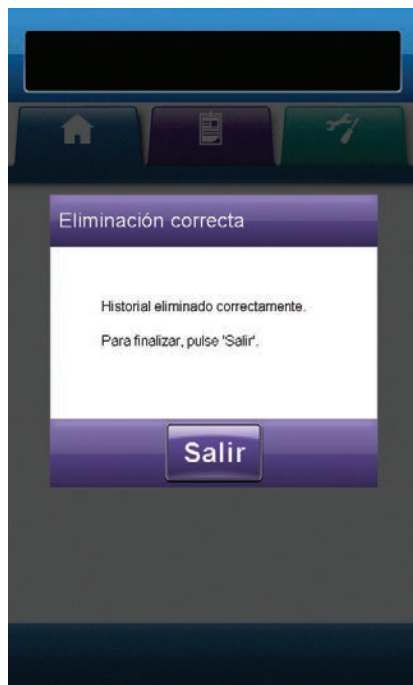 Eliminación correcta
Historial eliminado correctamente.
Para finalizar, pulse 'Salir'.
Salir